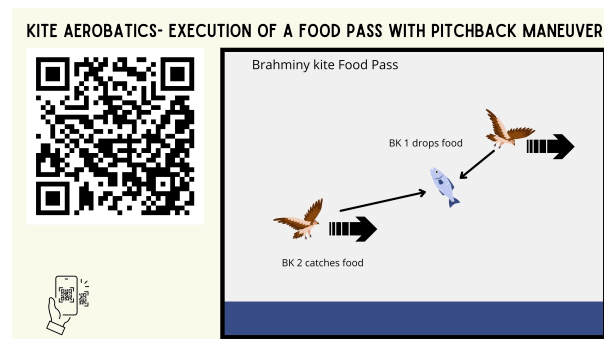 KITE AEROBATICS- EXECUTION OF A FOOD PASS WITH PITCHBACK MANEUVER
Brahminy kite Food Pass
BK 1 drops food
BK 2 catches food